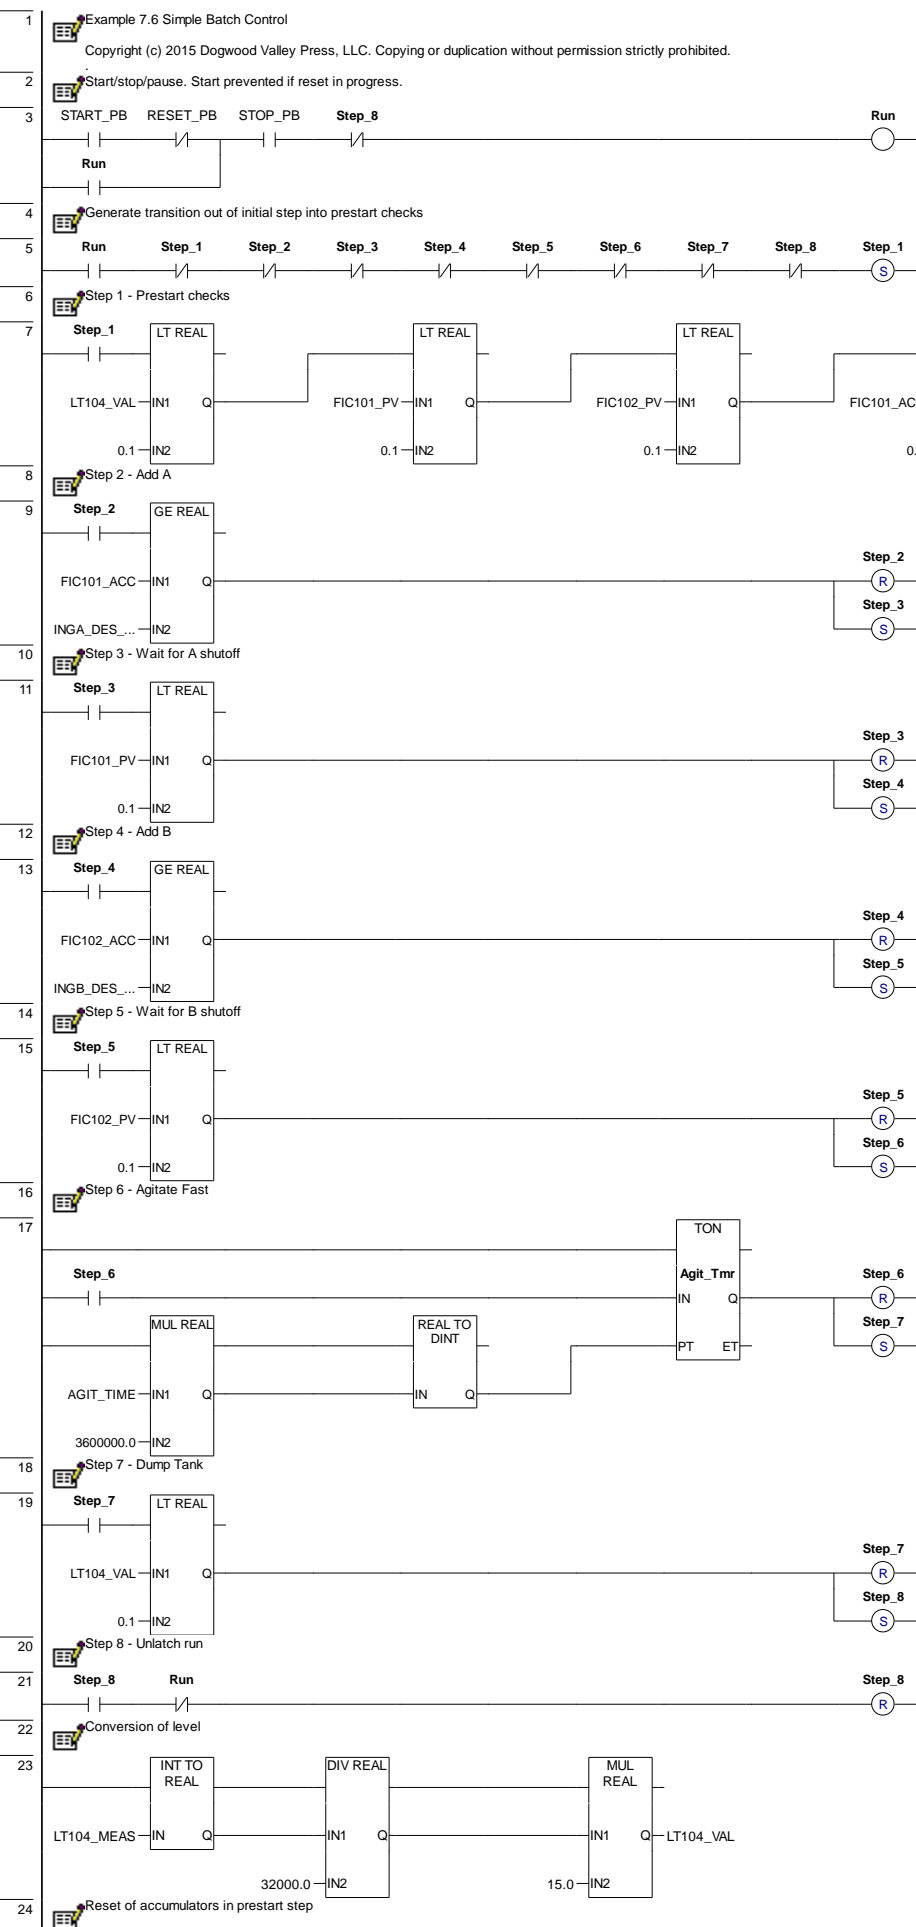 1
Example 7.6 Simple Batch Control
Copyright (c) 2015 Dogwood Valley Press, LLC. Copying or duplication without permission strictly prohibited.
.
2
Start/stop/pause. Start prevented if reset in progress.
3
START_PB RESET_PB STOP_PB Step_8 Run
Run
4
Generate transition out of initial step into prestart checks
5
Run Step_1 Step_2 Step_3 Step_4 Step_5 Step_6 Step_7 Step_8 Step_1
S
6
Step 1 - Prestart checks
7
Step_1 LT REAL LT REAL LT REAL
LT104_VAL IN1 Q FIC101_PV IN1 Q FIC102_PV IN1 Q FIC101_AC
0.1 IN2 0.1 IN2 0.1 IN2 0.
8
Step 2 - Add A
9
Step_2 GE REAL
Step_2
FIC101_ACC IN1 Q R
Step_3
INGA_DES_... IN2 S
10
Step 3 - Wait for A shutoff
11
Step_3 LT REAL
Step_3
FIC101_PV IN1 Q R
Step_4
0.1 IN2 S
12
Step 4 - Add B
13
Step_4 GE REAL
Step_4
FIC102_ACC IN1 Q R
Step_5
INGB_DES_... IN2 S
14
Step 5 - Wait for B shutoff
15
Step_5 LT REAL
Step_5
FIC102_PV IN1 Q R
Step_6
0.1 IN2 S
16
Step 6 - Agitate Fast
17
TON
Step_6 Agit_Tmr Step_6
IN Q R
MUL REAL REAL TO Step_7
DINT
PT ET S
AGIT_TIME IN1 Q IN Q
3600000.0 IN2
18
Step 7 - Dump Tank
19
Step_7 LT REAL
Step_7
LT104_VAL IN1 Q R
Step_8
0.1 IN2 S
20
Step 8 - Unlatch run
21
Step_8 Run Step_8
R
22
Conversion of level
23
INT TO DIV REAL MUL
REAL REAL
LT104_MEAS IN Q IN1 Q IN1 Q LT104_VAL
32000.0 IN2 15.0 IN2
24
Reset of accumulators in prestart step